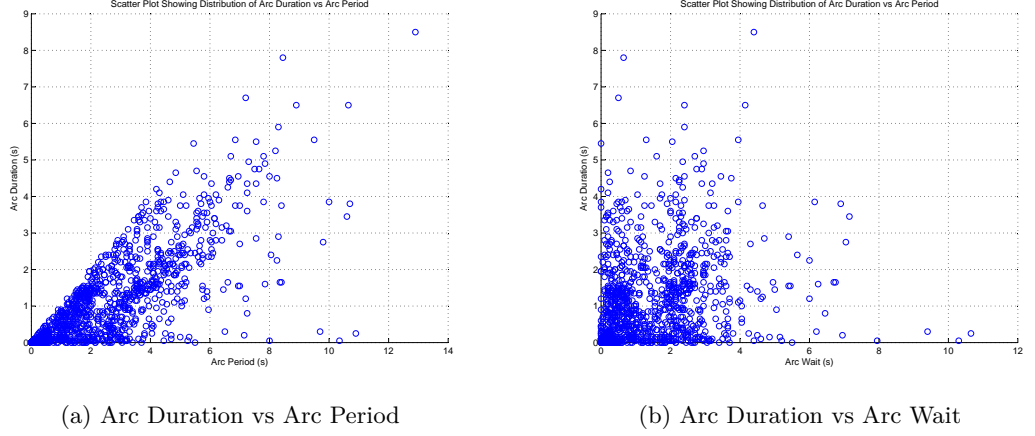 Scatter Plot Showing Distribution of Arc Duration vs Arc Period
9
8
7
6
5
4
3
2
1
0
Arc Duration (s)
0 2 4 6 8 10 12 14
Arc Period (s)
(a) Arc Duration vs Arc Period
Scatter Plot Showing Distribution of Arc Duration vs Arc Period
9
8
7
6
5
4
3
2
1
0
Arc Duration (s)
0 2 4 6 8 10 12
Arc Wait (s)
(b) Arc Duration vs Arc Wait